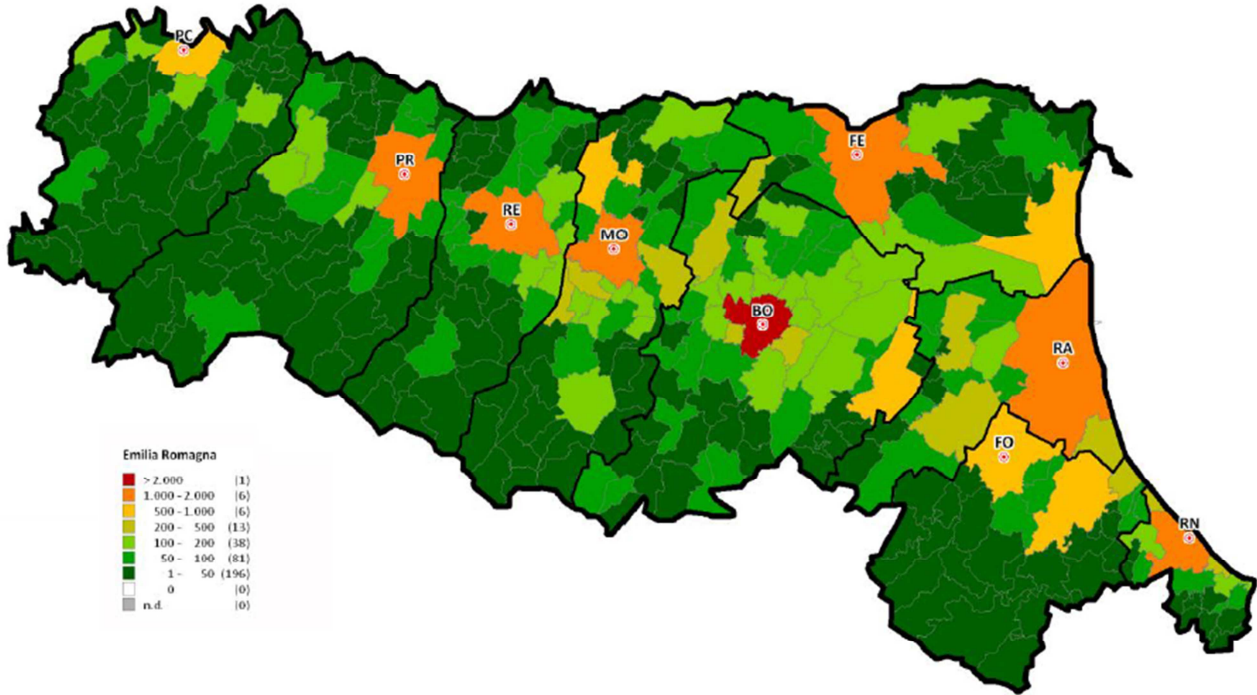 PC
FE
PR
RE
MO
BO
RA
FO
RN
Emilia Romagna
> 2.000 (1)
1.000 - 2.000 (6)
500 - 1.000 (6)
200 - 500 (13)
100 - 200 (38)
50 - 100 (81)
1 - 50 (196)
0 (0)
n.d. (0)